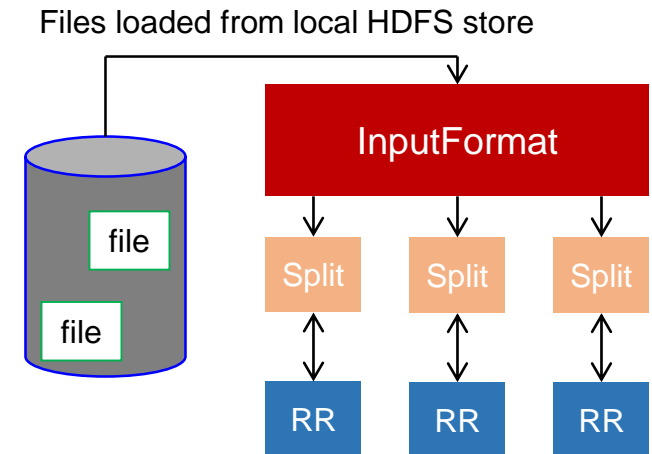 Files loaded from local HDFS store
InputFormat
file
file
Split Split Split
RR RR RR